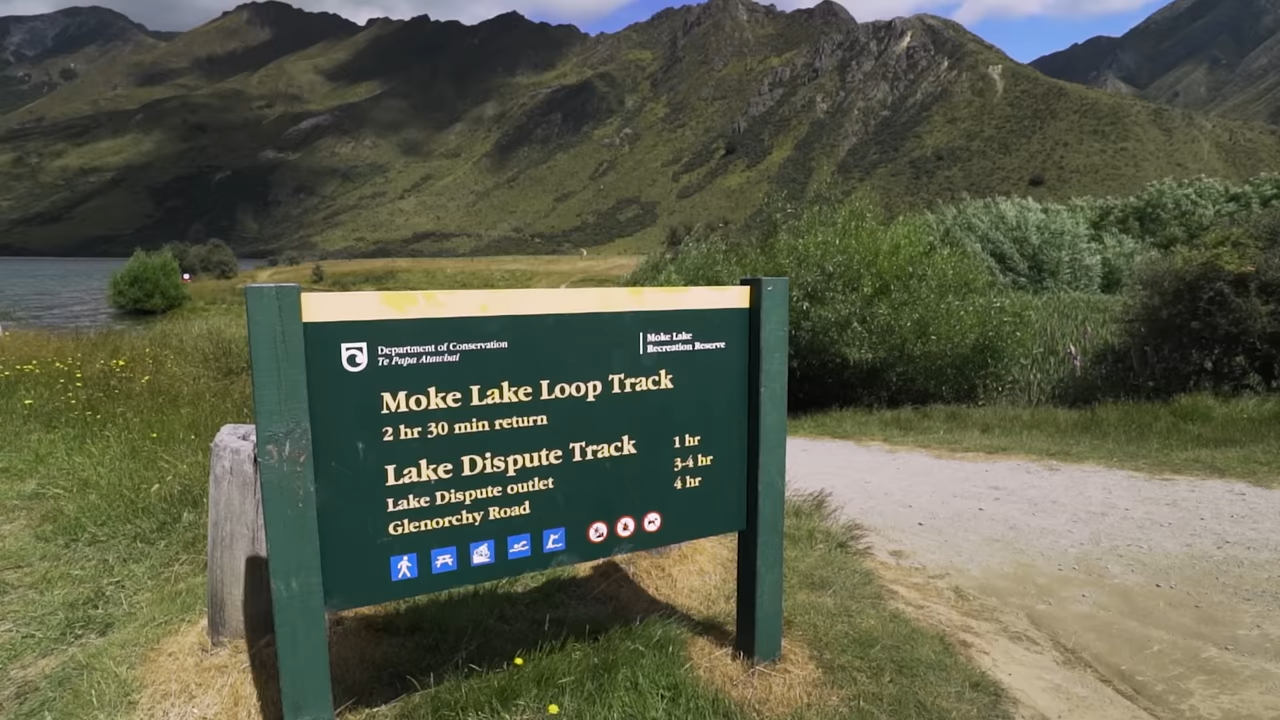 Department of Conservation
Te Papa Atawhai
Moke Lake
Recreation Reserve
Moke Lake Loop Track
2 hr 30 min return
Lake Dispute Track 1 hr
Lake Dispute outlet 3-4 hr
Glenorchy Road 4 hr